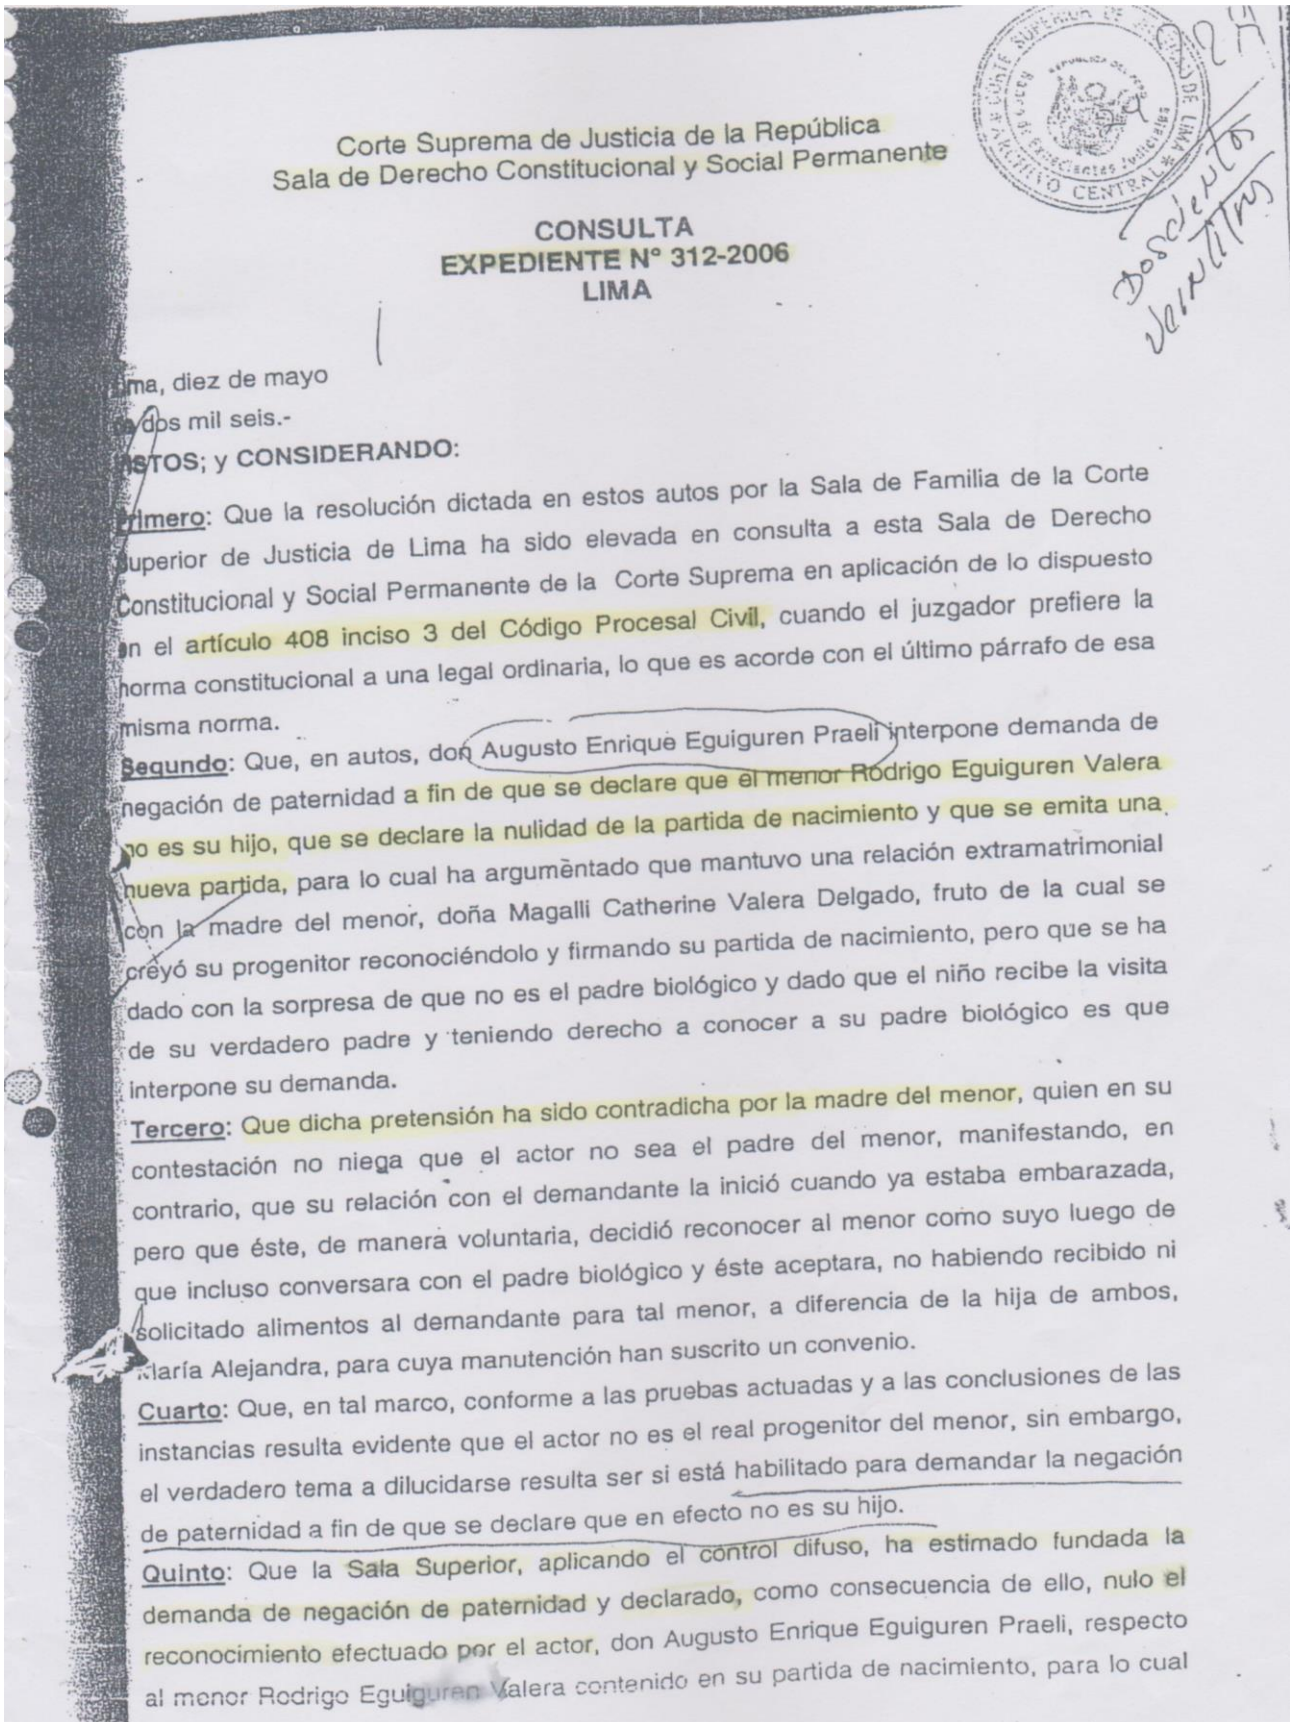 Corte Suprema de Justicia de la República
Sala de Derecho Constitucional y Social Permanente
CORTE SUPERIOR DE DE LIMA
ARCHIVO CENTRAL
REPUBLICA DEL PERU
Expedientes Judiciales
Doscientos
veintitres
CONSULTA
EXPEDIENTE N° 312-2006
LIMA
ima, diez de mayo
dos mil seis.-
ISTOS; y CONSIDERANDO:
Primero: Que la resolución dictada en estos autos por la Sala de Familia de la Corte
Superior de Justicia de Lima ha sido elevada en consulta a esta Sala de Derecho
Constitucional y Social Permanente de la Corte Suprema en aplicación de lo dispuesto
en el artículo 408 inciso 3 del Código Procesal Civil, cuando el juzgador prefiere la
norma constitucional a una legal ordinaria, lo que es acorde con el último párrafo de esa
misma norma.
Segundo: Que, en autos, don Augusto Enrique Eguiguren Praeli interpone demanda de
negación de paternidad a fin de que se declare que el menor Rodrigo Eguiguren Valera
no es su hijo, que se declare la nulidad de la partida de nacimiento y que se emita una
nueva partida, para lo cual ha argumèntado que mantuvo una relación extramatrimonial
con la madre del menor, doña Magalli Catherine Valera Delgado, fruto de la cual se
creyó su progenitor reconociéndolo y firmando su partida de nacimiento, pero que se ha
dado con la sorpresa de que no es el padre biológico y dado que el niño recibe la visita
de su verdadero padre y teniendo derecho a conocer a su padre biológico es que
interpone su demanda.
Tercero: Que dicha pretensión ha sido contradicha por la madre del menor, quien en su
contestación no niega que el actor no sea el padre del menor, manifestando, en
contrario, que su relación con el demandante la inició cuando ya estaba embarazada,
pero que éste, de manera voluntaria, decidió reconocer al menor como suyo luego de
que incluso conversara con el padre biológico y éste aceptara, no habiendo recibido ni
solicitado alimentos al demandante para tal menor, a diferencia de la hija de ambos,
María Alejandra, para cuya manutención han suscrito un convenio.
Cuarto: Que, en tal marco, conforme a las pruebas actuadas y a las conclusiones de las
instancias resulta evidente que el actor no es el real progenitor del menor, sin embargo,
el verdadero tema a dilucidarse resulta ser si está habilitado para demandar la negación
de paternidad a fin de que se declare que en efecto no es su hijo.
Quinto: Que la Sala Superior, aplicando el control difuso, ha estimado fundada la
demanda de negación de paternidad y declarado, como consecuencia de ello, nulo el
reconocimiento efectuado por el actor, don Augusto Enrique Eguiguren Praeli, respecto
al menor Rodrigo Eguiguren Valera contenido en su partida de nacimiento, para lo cual